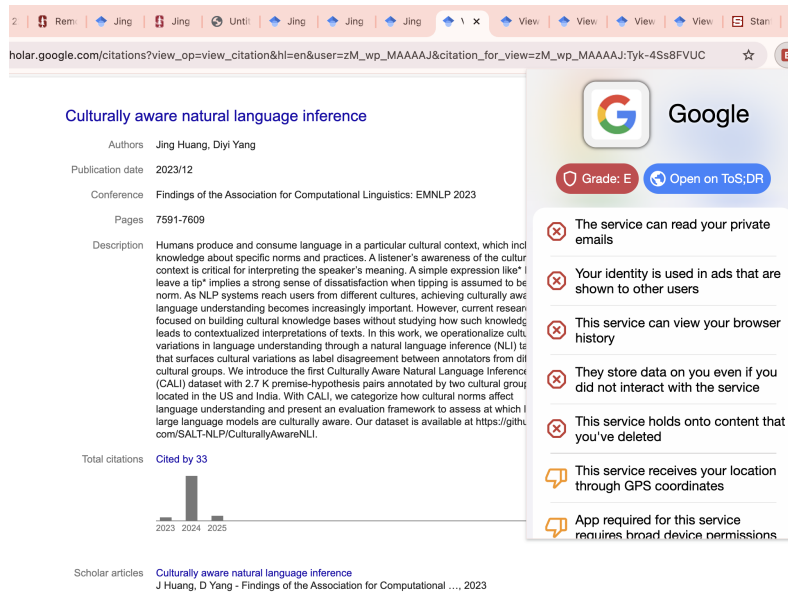 2
Rem
Jing
Jing
Unti
Jing
Jing
Jing
View
View
View
View
Stan
holar.google.com/citations?view_op=view_citation&hl=en&user=zM_wp_MAAAAJ&citation_for_view=zM_wp_MAAAAJ:Tyk-4Ss8FVUC
Culturally aware natural language inference
Authors Jing Huang, Diyi Yang
Publication date 2023/12
Conference Findings of the Association for Computational Linguistics: EMNLP 2023
Pages 7591-7609
Description Humans produce and consume language in a particular cultural context, which incl
knowledge about specific norms and practices. A listener's awareness of the cultur
context is critical for interpreting the speaker's meaning. A simple expression like*
leave a tip* implies a strong sense of dissatisfaction when tipping is assumed to be
norm. As NLP systems reach users from different cultures, achieving culturally awa
language understanding becomes increasingly important. However, current resear
focused on building cultural knowledge bases without studying how such knowledg
leads to contextualized interpretations of texts. In this work, we operationalize cultu
variations in language understanding through a natural language inference (NLI) ta
that surfaces cultural variations as label disagreement between annotators from dif
cultural groups. We introduce the first Culturally Aware Natural Language Inference
(CALI) dataset with 2.7 K premise-hypothesis pairs annotated by two cultural group
located in the US and India. With CALI, we categorize how cultural norms affect
language understanding and present an evaluation framework to assess at which l
large language models are culturally aware. Our dataset is available at https://githu
com/SALT-NLP/CulturallyAwareNLI.
Total citations Cited by 33
2023 2024 2025
Scholar articles Culturally aware natural language inference
J Huang, D Yang - Findings of the Association for Computational …, 2023
Google
Grade: E
Open on ToS;DR
The service can read your private
emails
Your identity is used in ads that are
shown to other users
This service can view your browser
history
They store data on you even if you
did not interact with the service
This service holds onto content that
you've deleted
This service receives your location
through GPS coordinates
App required for this service
requires broad device permissions